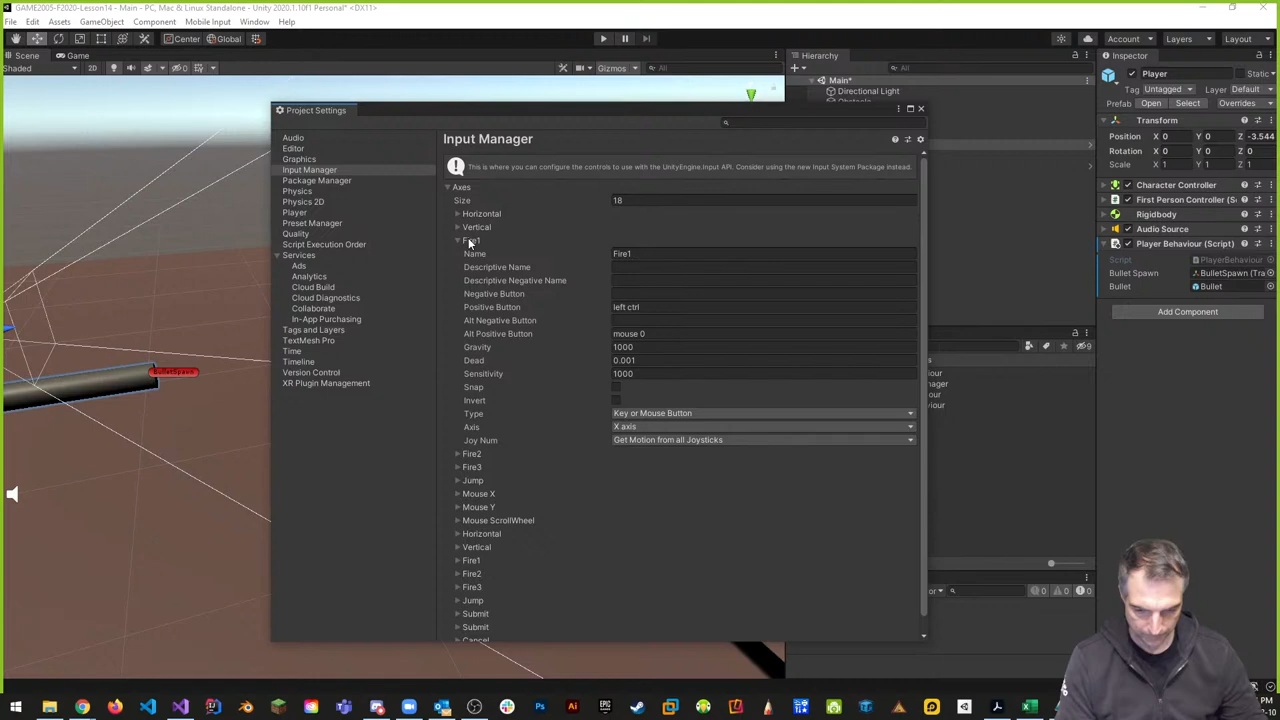 GAME2005-F2020-Lesson14 - Main - PC, Mac & Linux Standalone - Unity 2020.1.10f1 Personal* <DX11>
File Edit Assets GameObject Component Mobile Input Window Help
Center Global Account Layers Layout
Scene Game Hierarchy Inspector
Shaded 2D 0 Gizmos All All
Main*
Directional Light
Player Static
Tag Untagged Layer Default
Prefab Open Select Overrides
Transform
Position X 0 Y 0 Z -3.544
Rotation X 0 Y 0 Z 0
Scale X 1 Y 1 Z 1
Character Controller
First Person Controller (S
Rigidbody
Audio Source
Player Behaviour (Script)
Script PlayerBehaviour
Bullet Spawn BulletSpawn (Tra
Bullet Bullet
Add Component
Project Settings
Audio
Editor
Graphics
Input Manager
Package Manager
Physics
Physics 2D
Player
Preset Manager
Quality
Script Execution Order
Services
Ads
Analytics
Cloud Build
Cloud Diagnostics
Collaborate
In-App Purchasing
Tags and Layers
TextMesh Pro
Time
Timeline
Version Control
XR Plugin Management
Input Manager
This is where you can configure the controls to use with the UnityEngine.Input API. Consider using the new Input System Package instead.
Axes
Size 18
Horizontal
Vertical
Fire1
Name Fire1
Descriptive Name
Descriptive Negative Name
Negative Button
Positive Button left ctrl
Alt Negative Button
Alt Positive Button mouse 0
Gravity 1000
Dead 0.001
Sensitivity 1000
Snap
Invert
Type Key or Mouse Button
Axis X axis
Joy Num Get Motion from all Joysticks
Fire2
Fire3
Jump
Mouse X
Mouse Y
Mouse ScrollWheel
Horizontal
Vertical
Fire1
Fire2
Fire3
Jump
Submit
Submit
Cancel
BulletSpawn
9
0 0 0